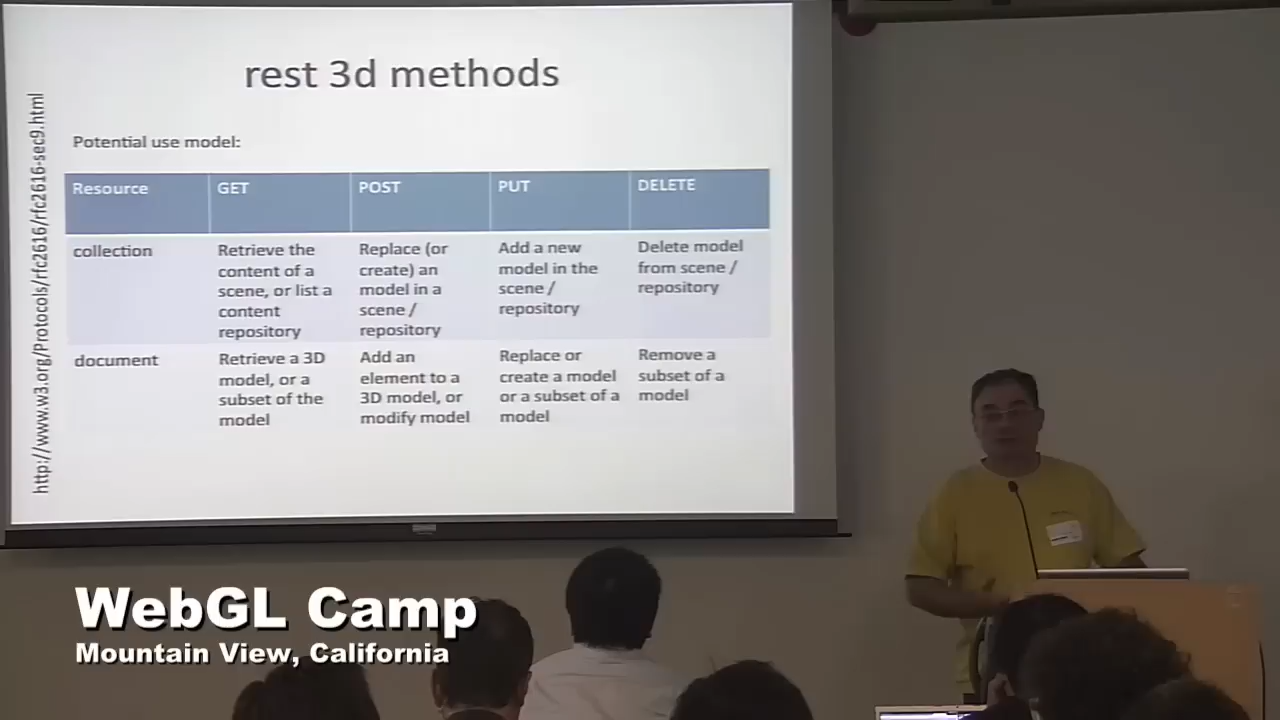 rest 3d methods
http://www.w3.org/Protocols/rfc2616/rfc2616-sec9.html
Potential use model:
Resource GET POST PUT DELETE
collection
Retrieve the
content of a
scene, or list a
content
repository
Replace (or
create) an
model in a
scene /
repository
Add a new
model in the
scene /
repository
Delete model
from scene /
repository
document
Retrieve a 3D
model, or a
subset of the
model
Add an
element to a
3D model, or
modify model
Replace or
create a model
or a subset of a
model
Remove a
subset of a
model
WebGL Camp
Mountain View, California